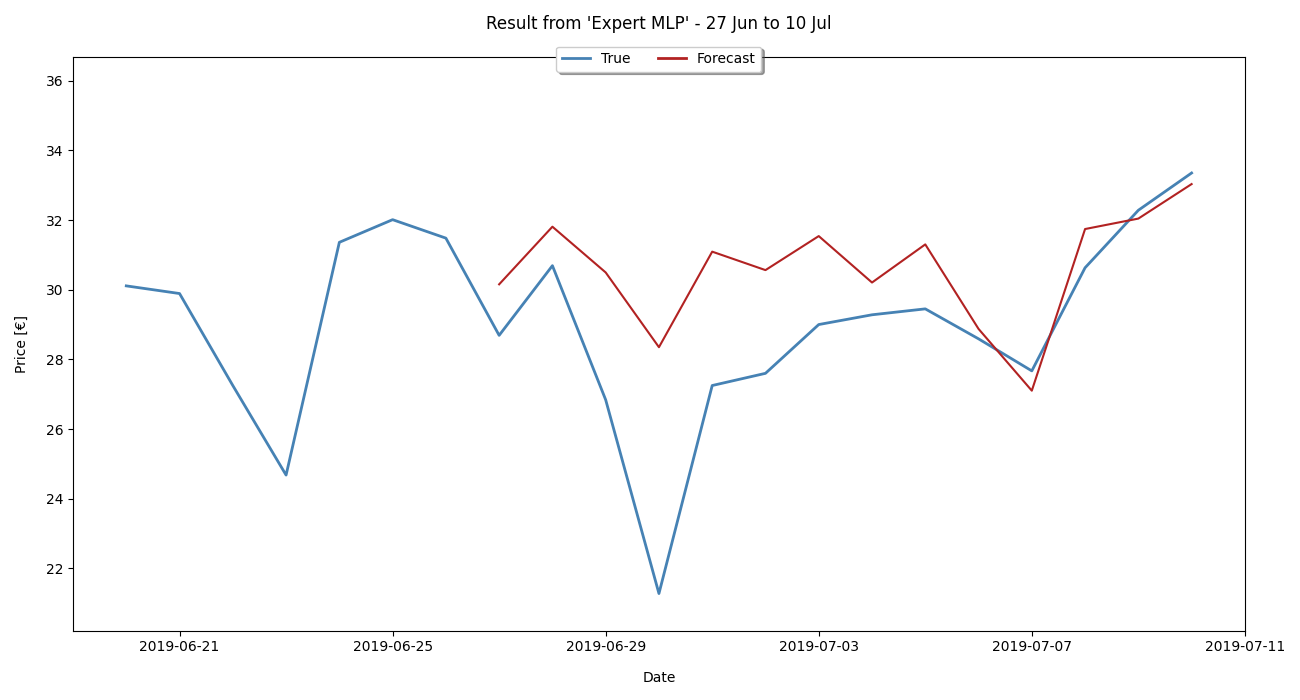 Result from 'Expert MLP' - 27 Jun to 10 Jul
True Forecast
36
34
32
30
28
26
24
22
Price [€]
2019-06-21 2019-06-25 2019-06-29 2019-07-03 2019-07-07 2019-07-11
Date